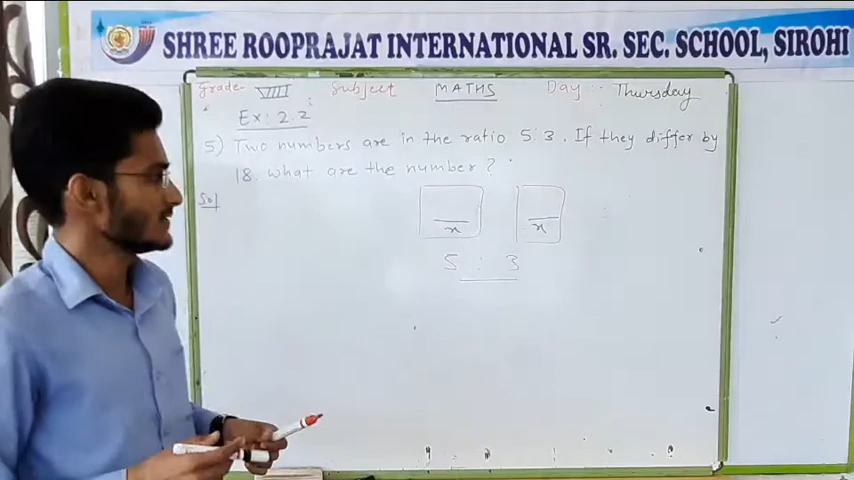 SHREE ROOPRAJAT INTERNATIONAL SR. SEC. SCHOOL, SIROHI
Grade- VIII Subject MATHS Day :- Thursday
Ex: 2.2
5) Two numbers are in the ratio 5:3. If they differ by
18. what are the number?
Sol
x x
5 : 3